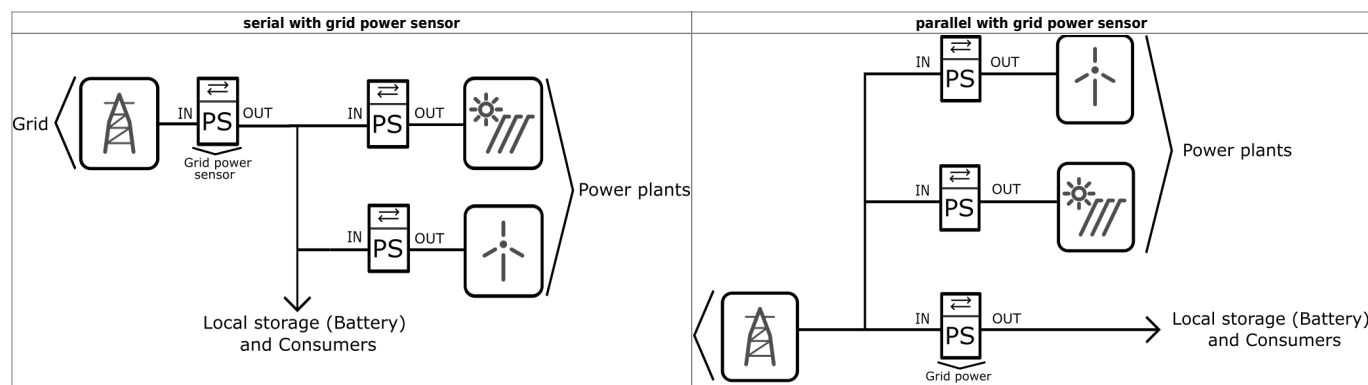 serial with grid power sensor
parallel with grid power sensor
Grid
IN
PS
OUT
Grid power
sensor
IN
PS
OUT
IN
PS
OUT
Power plants
Local storage (Battery)
and Consumers
IN
PS
OUT
IN
PS
OUT
Power plants
IN
PS
OUT
Grid power
Local storage (Battery)
and Consumers